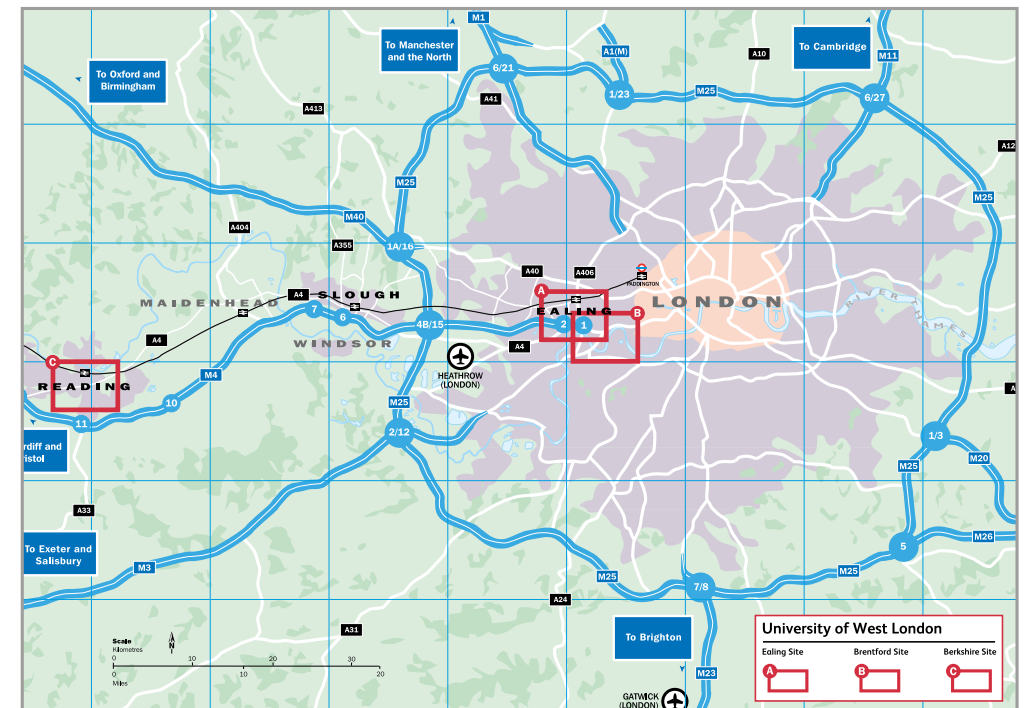 M1
To Manchester
and the North
A1(M)
A10
To Cambridge
M11
To Oxford and
Birmingham
6/21
1/23
M25
6/27
A41
A413
A12
M25
M25
M40
A404
A355
1A/16
A40
A406
PADDINGTON
A
MAIDENHEAD
A4
SLOUGH
LONDON
RIVER THAMES
EALING
B
7
6
4B/15
2
1
WINDSOR
A4
A4
HEATHROW
(LONDON)
C
READING
M4
10
M25
A
11
2/12
1/3
rdiff and
istol
M20
M25
A33
To Exeter and
Salisbury
M26
5
M3
M25
M25
7/8
A24
A31
To Brighton
M23
GATWICK
(LONDON)
Scale
Kilometres
N
0
10
20
30
0
10
20
Miles
University of West London
Ealing Site
Brentford Site
Berkshire Site
A
B
C